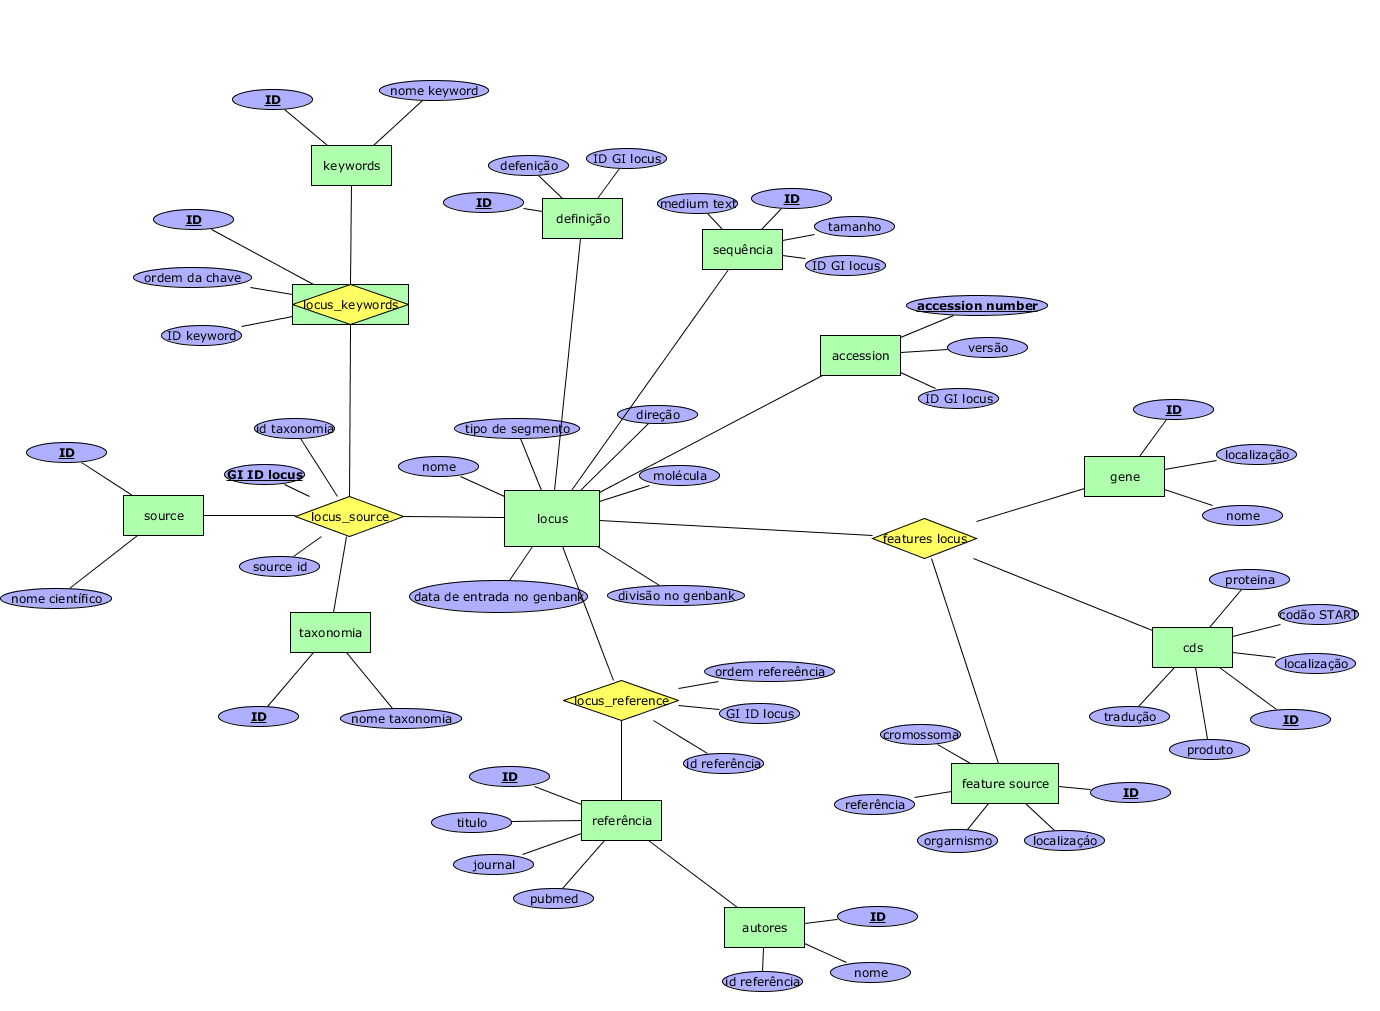 nome keyword
ID
keywords
ID GI locus
defenição
ID
definição
medium text
ID
tamanho
sequência
ID GI locus
ID
ordem da chave
locus_keywords
ID keyword
accession number
versão
accession
ID GI locus
id taxonomia
tipo de segmento
direção
nome
molécula
ID
GI ID locus
source
locus_source
locus
source id
nome científico
data de entrada no genbank
divisão no genbank
taxonomia
ID
nome taxonomia
features locus
ID
localização
gene
nome
proteina
codão START
cds
localização
tradução
ID
produto
ordem refereência
locus_reference
GI ID locus
id referência
cromossoma
feature source
ID
referência
orgarnismo
localizaçáo
ID
titulo
referência
journal
pubmed
ID
autores
nome
id referência